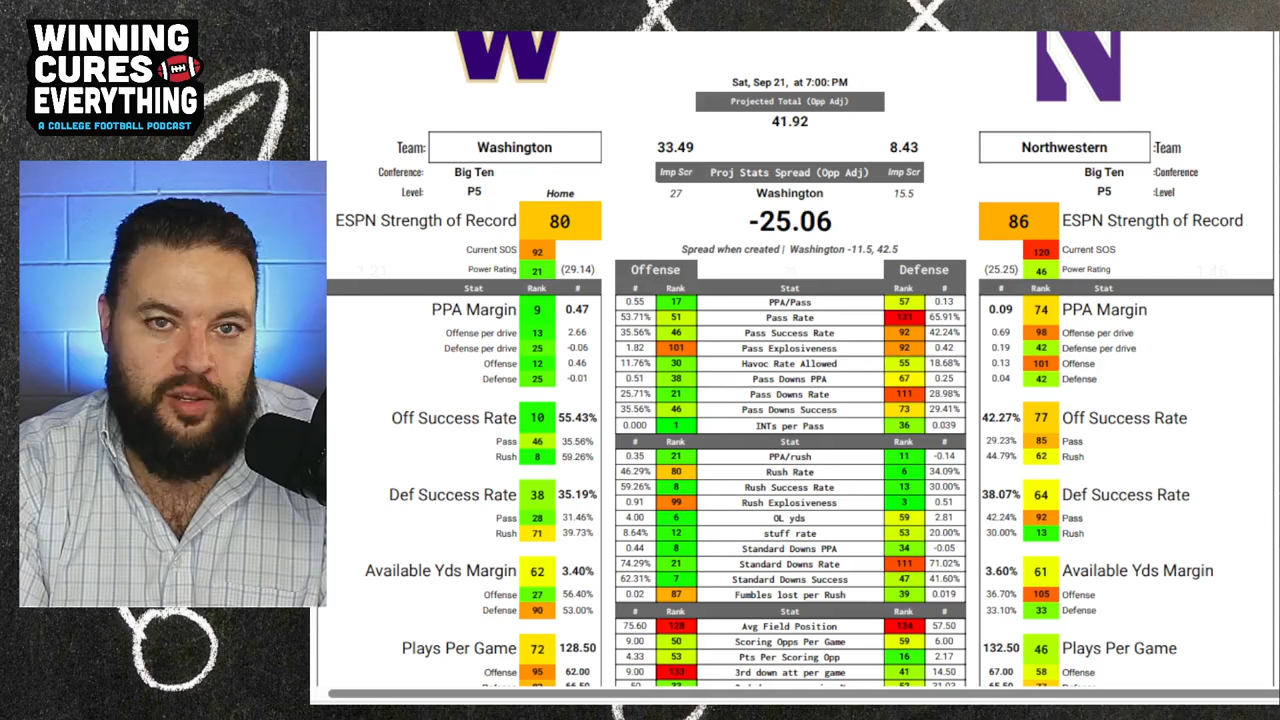 WINNING
CURES
EVERYTHING
A COLLEGE FOOTBALL PODCAST
W
N
Sat, Sep 21, at 7:00: PM
Projected Total (Opp Adj)
41.92
Team: Washington 33.49 8.43 Northwestern :Team
Conference: Big Ten Imp Scr Proj Stats Spread (Opp Adj) Imp Scr Big Ten :Conference
Level: P5 Home 27 Washington 15.5 P5 :Level
ESPN Strength of Record 80 -25.06 86 ESPN Strength of Record
Current SOS 92 Spread when created | Washington -11.5, 42.5 120 Current SOS
Power Rating 21 (29.14) Offense Defense (25.25) 46 Power Rating
Stat Rank # # Rank Stat Rank # # Rank Stat
PPA Margin 9 0.47 0.55 17 PPA/Pass 57 0.13 0.09 74 PPA Margin
53.71% 51 Pass Rate 131 65.91%
Offense per drive 13 2.66 35.56% 46 Pass Success Rate 92 42.24% 0.69 98 Offense per drive
Defense per drive 25 -0.06 1.82 101 Pass Explosiveness 92 0.42 0.19 42 Defense per drive
Offense 12 0.46 11.76% 30 Havoc Rate Allowed 55 18.68% 0.13 101 Offense
Defense 25 -0.01 0.51 38 Pass Downs PPA 67 0.25 0.04 42 Defense
25.71% 21 Pass Downs Rate 111 28.98%
Off Success Rate 10 55.43% 35.56% 46 Pass Downs Success 73 29.41% 42.27% 77 Off Success Rate
0.000 1 INTs per Pass 36 0.039
Pass 46 35.56% # Rank Stat Rank # 29.23% 85 Pass
Rush 8 59.26% 0.35 21 PPA/rush 11 -0.14 44.79% 62 Rush
46.29% 80 Rush Rate 6 34.09%
Def Success Rate 38 35.19% 59.26% 8 Rush Success Rate 13 30.00% 38.07% 64 Def Success Rate
0.91 99 Rush Explosiveness 3 0.51
Pass 28 31.46% 4.00 6 OL yds 59 2.81 42.24% 92 Pass
Rush 71 39.73% 8.64% 12 stuff rate 53 20.00% 30.00% 13 Rush
0.44 8 Standard Downs PPA 34 -0.05
Available Yds Margin 62 3.40% 74.29% 21 Standard Downs Rate 111 71.02% 3.60% 61 Available Yds Margin
62.31% 7 Standard Downs Success 47 41.60%
Offense 27 56.40% 0.02 87 Fumbles lost per Rush 39 0.019 36.70% 105 Offense
Defense 90 53.00% # Rank Stat Rank # 33.10% 33 Defense
75.60 128 Avg Field Position 134 57.50
Plays Per Game 72 128.50 9.00 50 Scoring Opps Per Game 59 6.00 132.50 46 Plays Per Game
4.33 53 Pts Per Scoring Opp 16 2.17
Offense 95 62.00 9.00 133 3rd down att per game 41 14.50 67.00 58 Offense